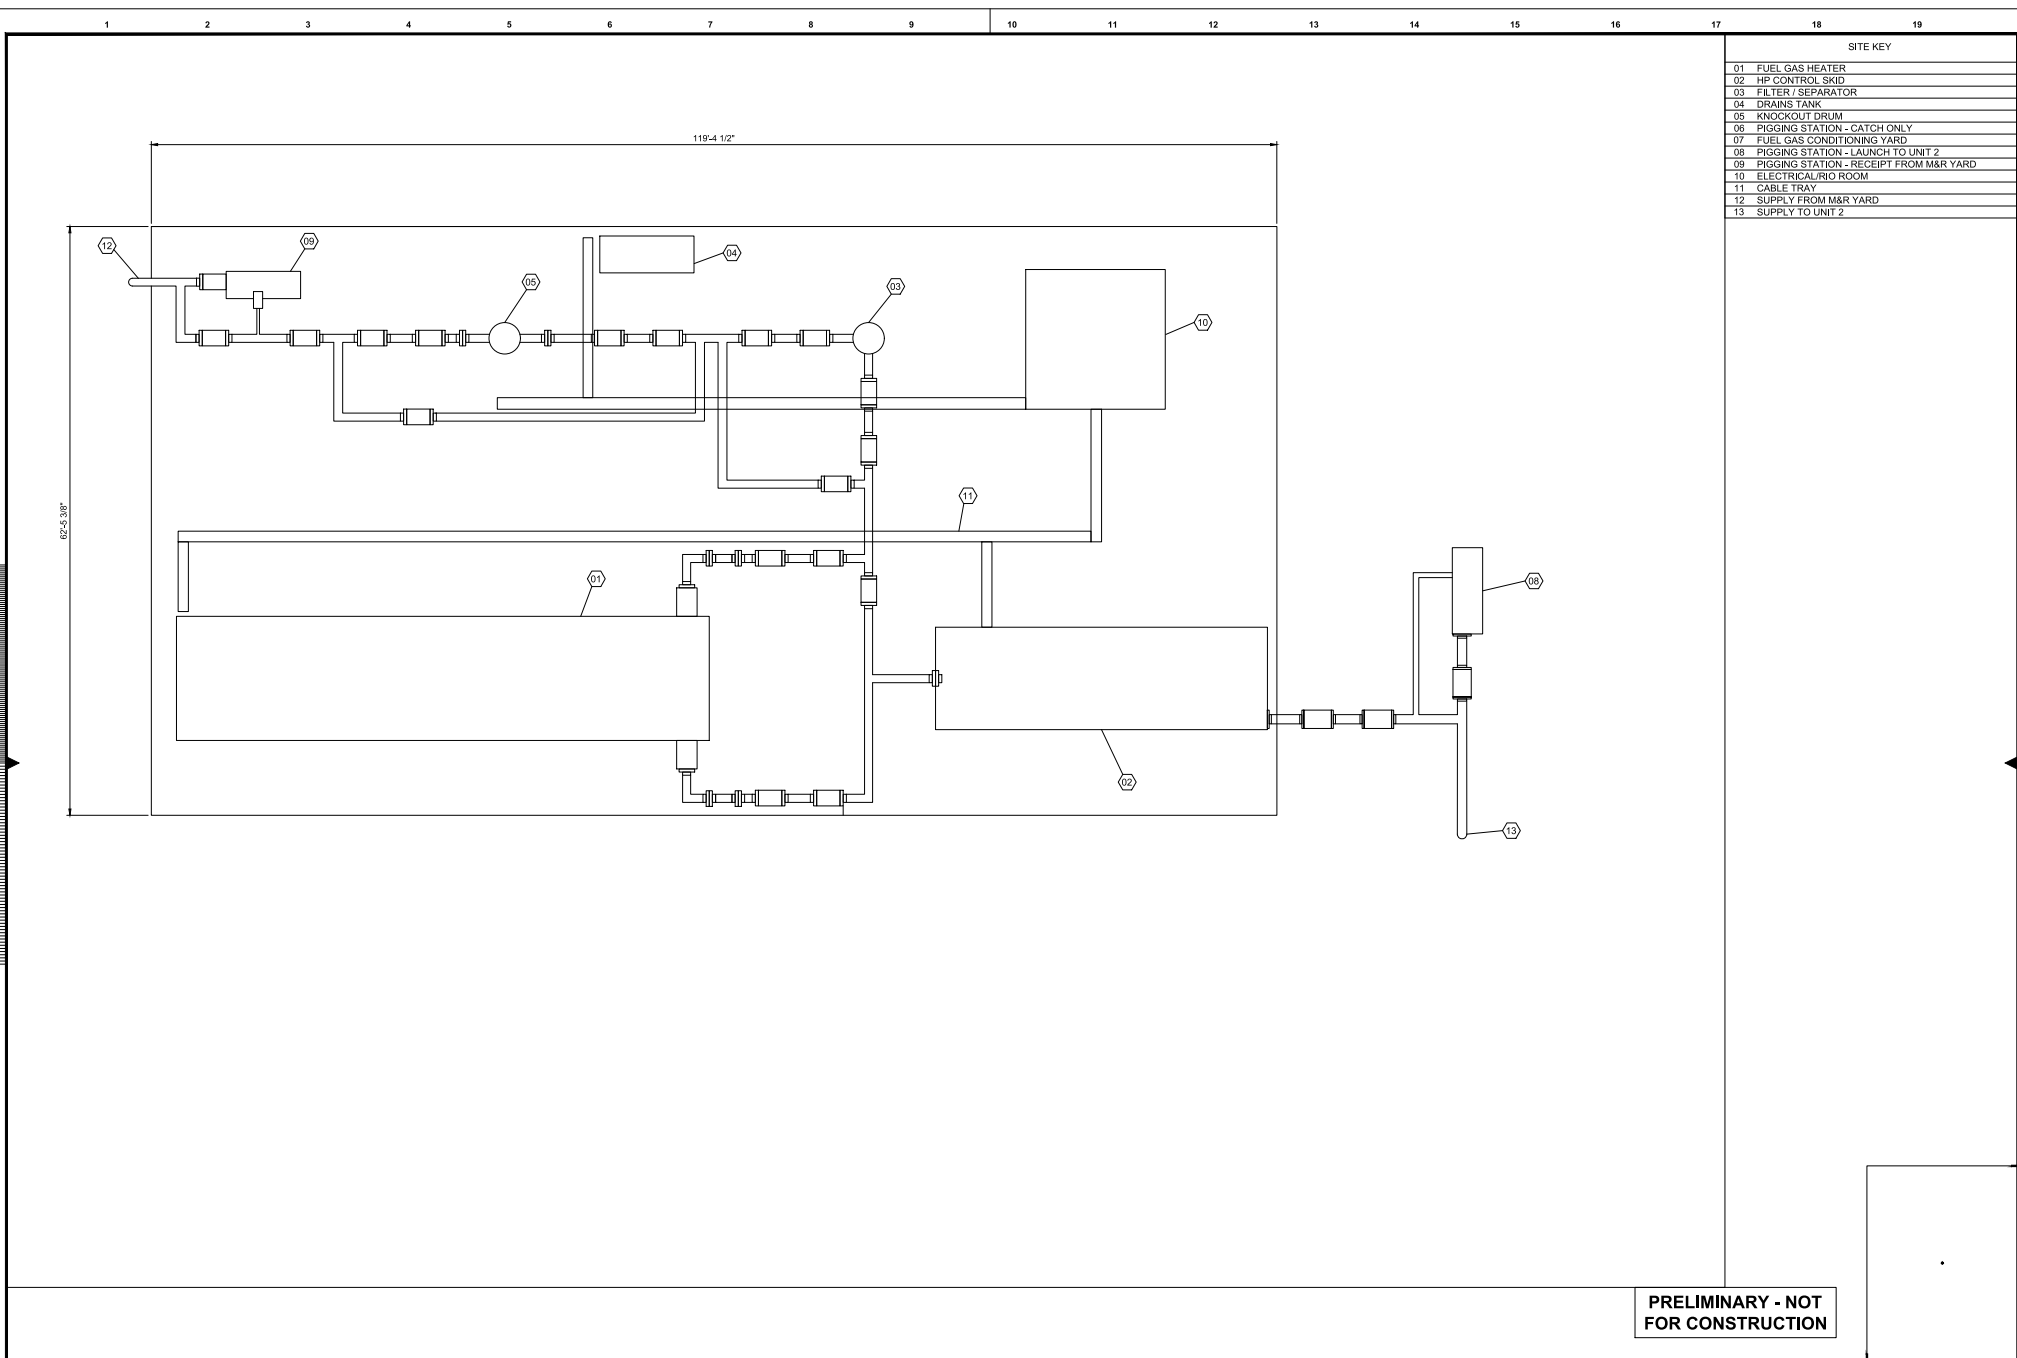 1 2 3 4 5 6 7 8 9 10 11 12 13 14 15 16 17 18 19
SITE KEY
01 FUEL GAS HEATER
02 HP CONTROL SKID
03 FILTER / SEPARATOR
04 DRAINS TANK
05 KNOCKOUT DRUM
06 PIGGING STATION - CATCH ONLY
07 FUEL GAS CONDITIONING YARD
08 PIGGING STATION - LAUNCH TO UNIT 2
09 PIGGING STATION - RECEIPT FROM M&R YARD
10 ELECTRICAL/RIO ROOM
11 CABLE TRAY
12 SUPPLY FROM M&R YARD
13 SUPPLY TO UNIT 2
119'-4 1/2"
12
09
04
05
03
10
62'-5 3/8"
11
01
08
02
13
PRELIMINARY - NOT
FOR CONSTRUCTION